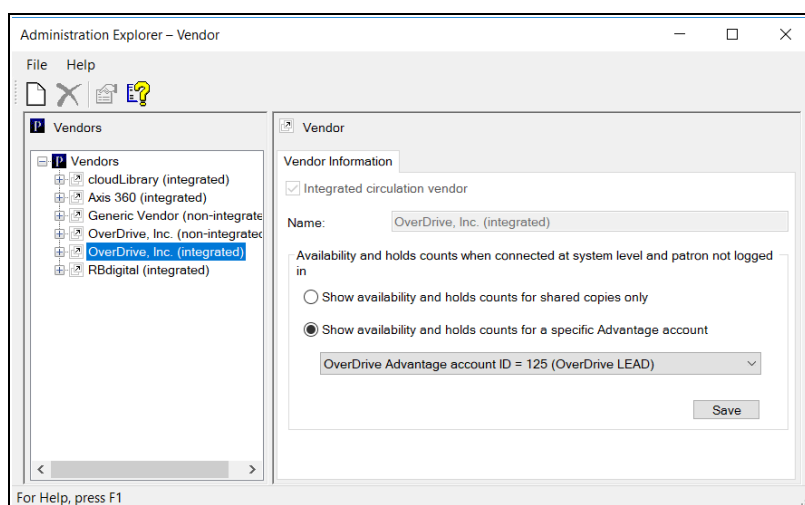 Administration Explorer – Vendor
File Help
P Vendors
Vendor
P Vendors
cloudLibrary (integrated)
Axis 360 (integrated)
Generic Vendor (non-integrate
OverDrive, Inc. (non-integrated
OverDrive, Inc. (integrated)
RBdigital (integrated)
Vendor Information
Integrated circulation vendor
Name: OverDrive, Inc. (integrated)
Availability and holds counts when connected at system level and patron not logged
in
Show availability and holds counts for shared copies only
Show availability and holds counts for a specific Advantage account
OverDrive Advantage account ID = 125 (OverDrive LEAD)
Save
For Help, press F1